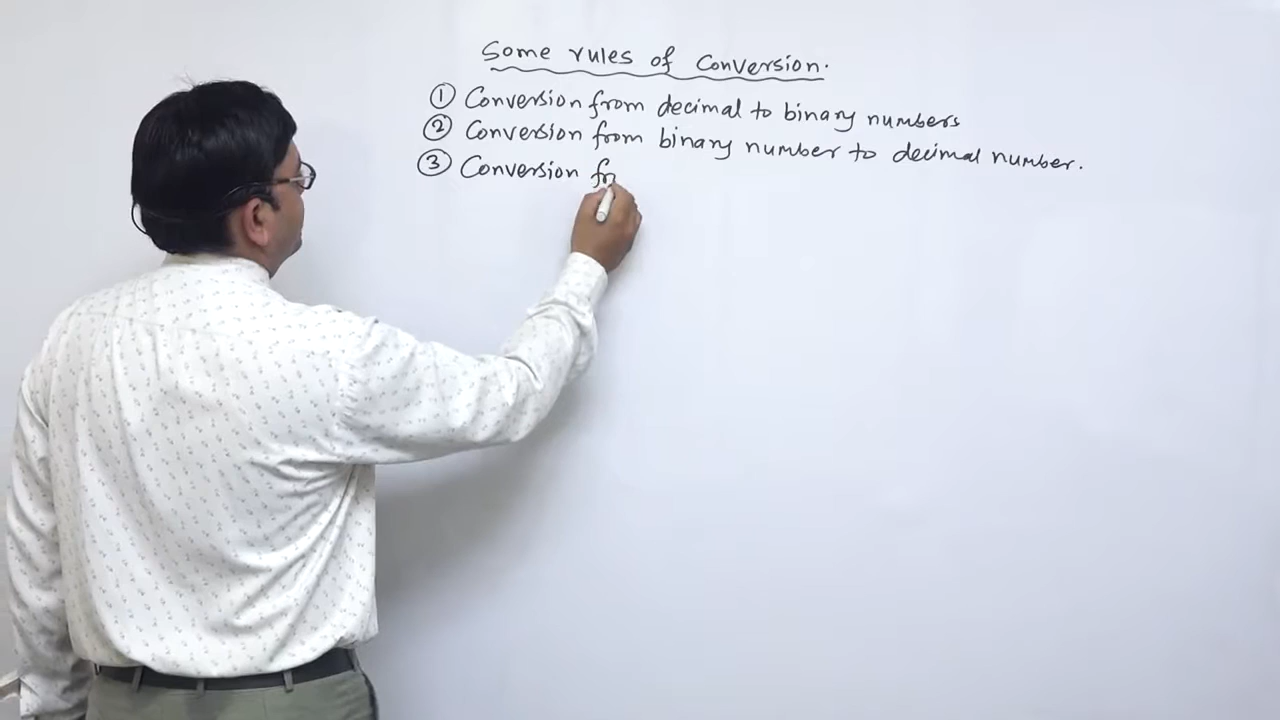 Some rules of Conversion.
① Conversion from decimal to binary numbers
② Conversion from binary number to decimal number.
③ Conversion fr